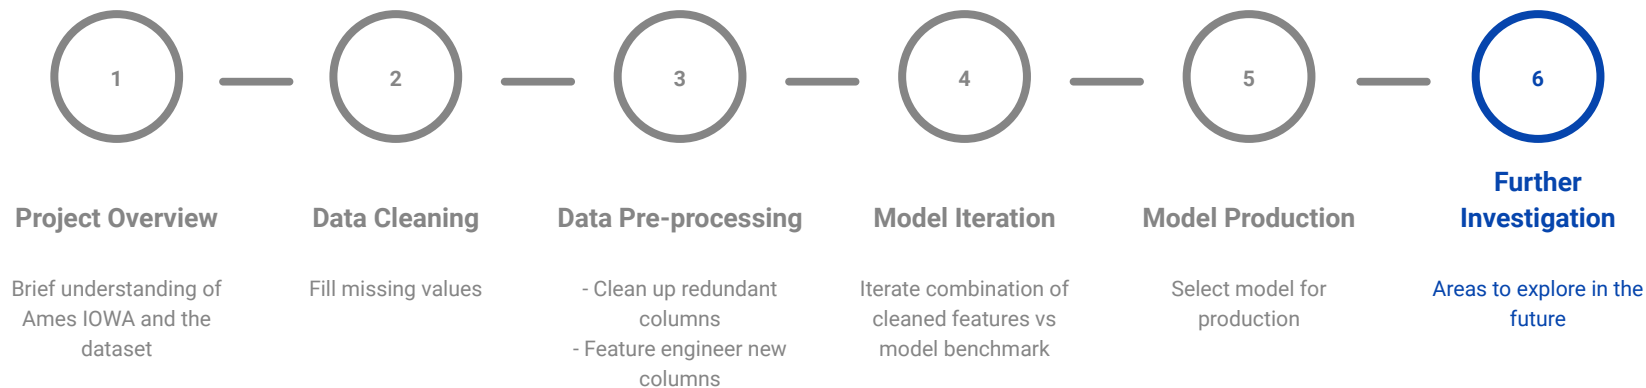 1
2
3
4
5
6
Project Overview
Data Cleaning
Data Pre-processing
Model Iteration
Model Production
Further
Investigation
Brief understanding of
Ames IOWA and the
dataset
Fill missing values
- Clean up redundant
columns
- Feature engineer new
columns
Iterate combination of
cleaned features vs
model benchmark
Select model for
production
Areas to explore in the
future